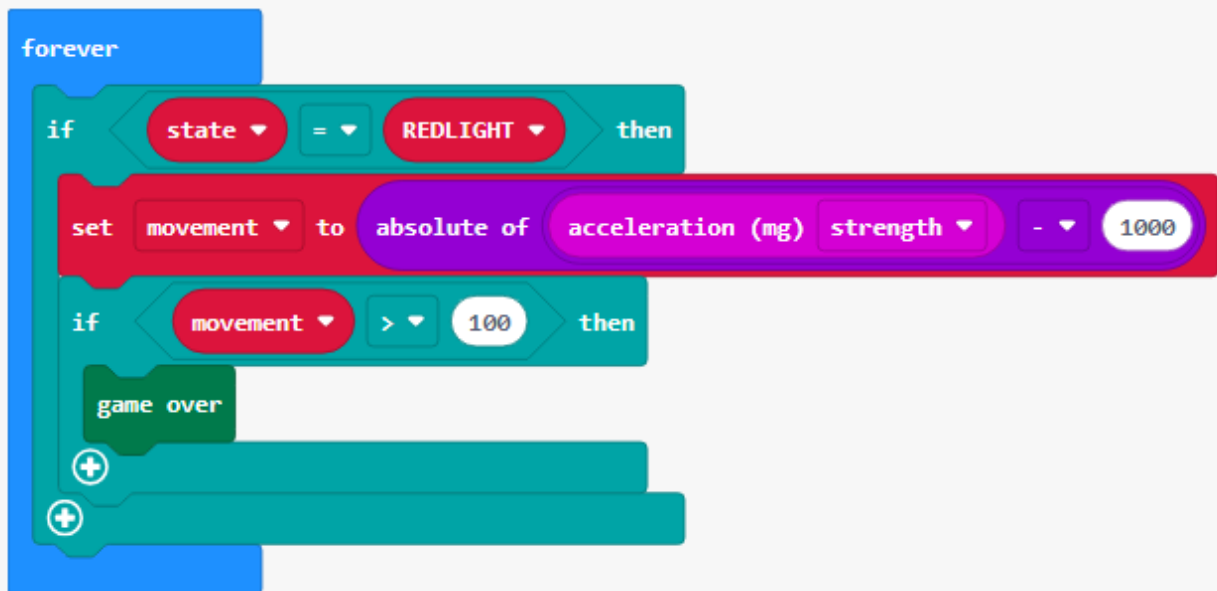 forever
if state = REDLIGHT then
set movement to absolute of acceleration (mg) strength - 1000
if movement > 100 then
game over